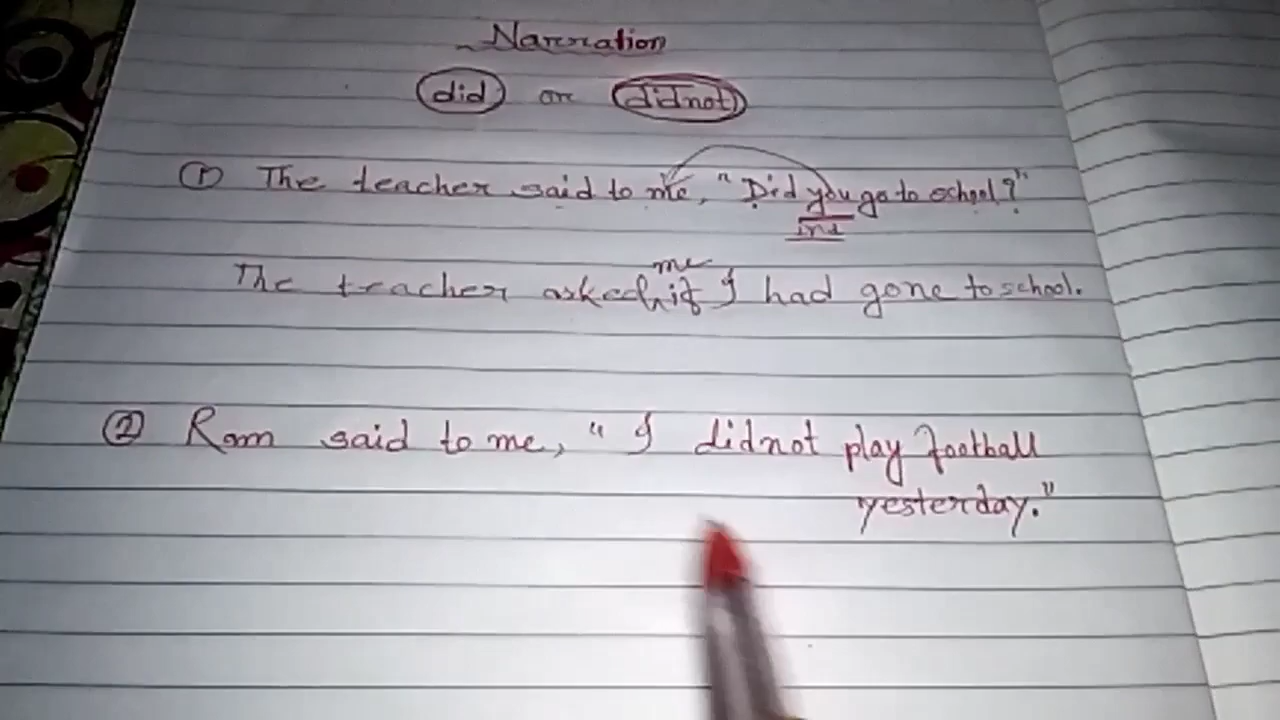 Narration
did or didnot
① The teacher said to me, "Did you go to school?"
ind
me
The teacher asked if I had gone to school.
② Ram said to me, "I didnot play football
yesterday."